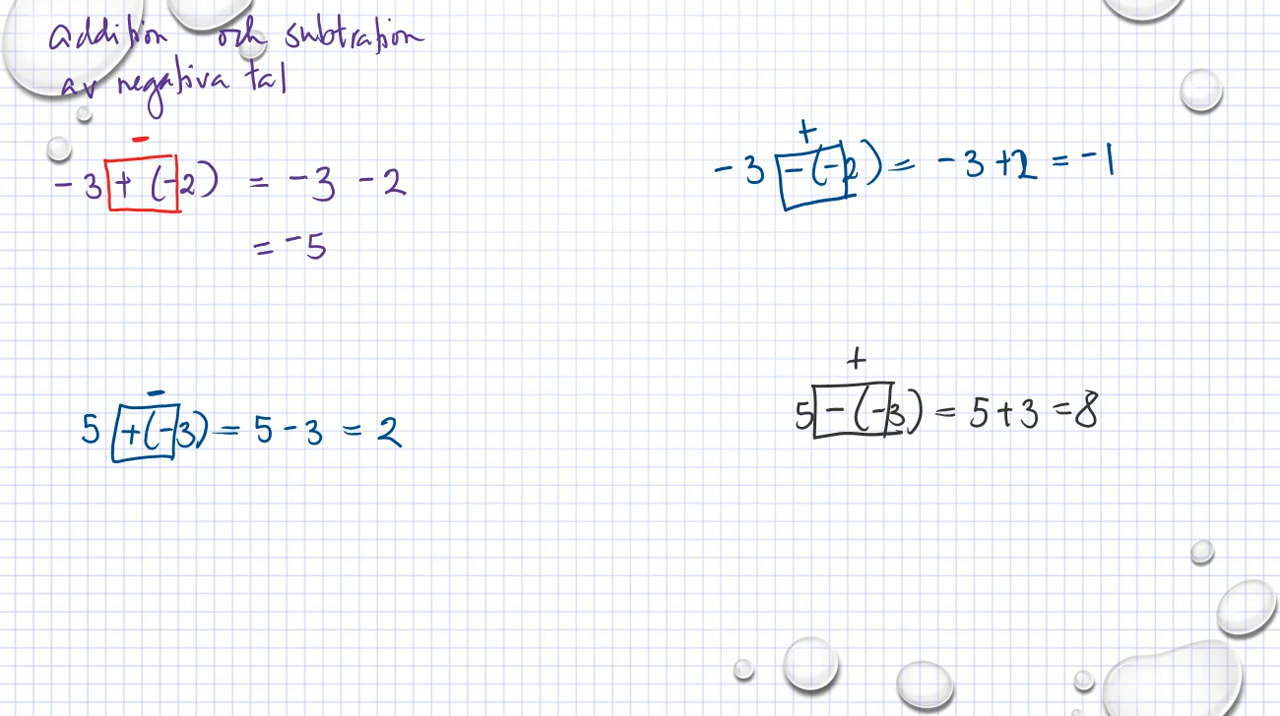 addition och subtration
av negativa tal
-
-3 + (-2) = -3 -2
= -5
+
-3 -(-2) = -3 +2 = -1
-
5 +(-3) = 5 - 3 = 2
+
5 -(-3) = 5+3 =8